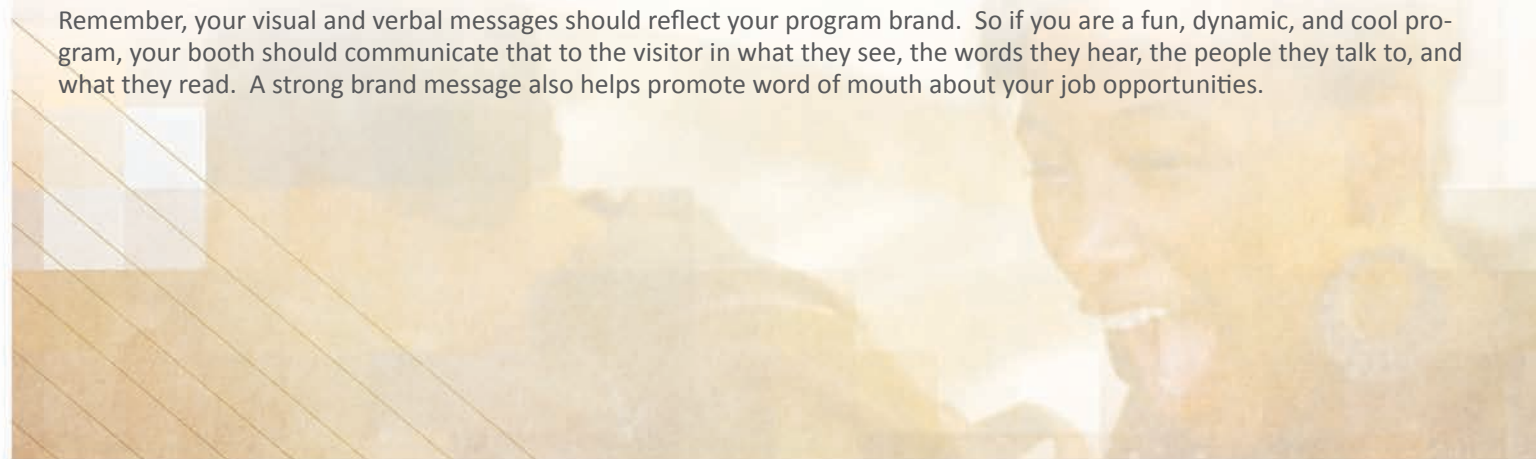 Remember, your visual and verbal messages should reflect your program brand.  So if you are a fun, dynamic, and cool pro-
gram, your booth should communicate that to the visitor in what they see, the words they hear, the people they talk to, and
what they read.  A strong brand message also helps promote word of mouth about your job opportunities.